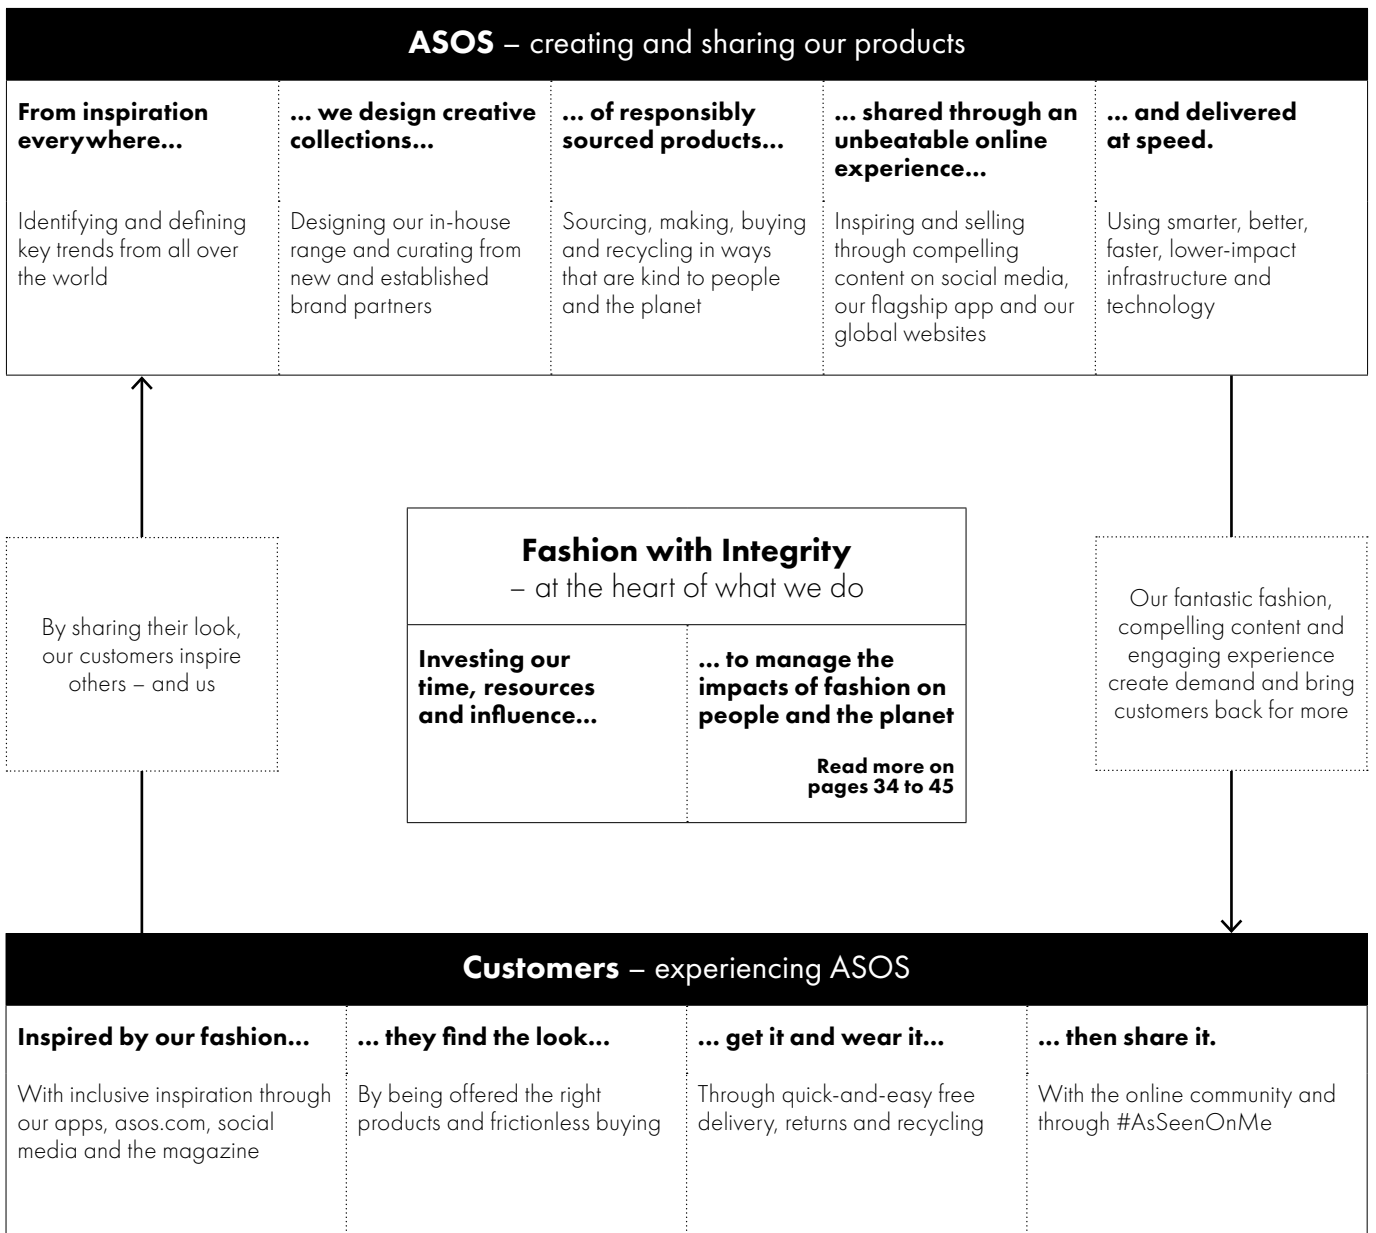 ASOS – creating and sharing our products
From inspiration
everywhere...
Identifying and defining
key trends from all over
the world
... we design creative
collections...
Designing our in-house
range and curating from
new and established
brand partners
... of responsibly
sourced products...
Sourcing, making, buying
and recycling in ways
that are kind to people
and the planet
... shared through an
unbeatable online
experience...
Inspiring and selling
through compelling
content on social media,
our flagship app and our
global websites
... and delivered
at speed.
Using smarter, better,
faster, lower-impact
infrastructure and
technology
By sharing their look,
our customers inspire
others – and us
Fashion with Integrity
– at the heart of what we do
Investing our
time, resources
and influence...
... to manage the
impacts of fashion on
people and the planet
Read more on
pages 34 to 45
Our fantastic fashion,
compelling content and
engaging experience
create demand and bring
customers back for more
Customers – experiencing ASOS
Inspired by our fashion...
With inclusive inspiration through
our apps, asos.com, social
media and the magazine
... they find the look...
By being offered the right
products and frictionless buying
... get it and wear it...
Through quick-and-easy free
delivery, returns and recycling
... then share it.
With the online community and
through #AsSeenOnMe